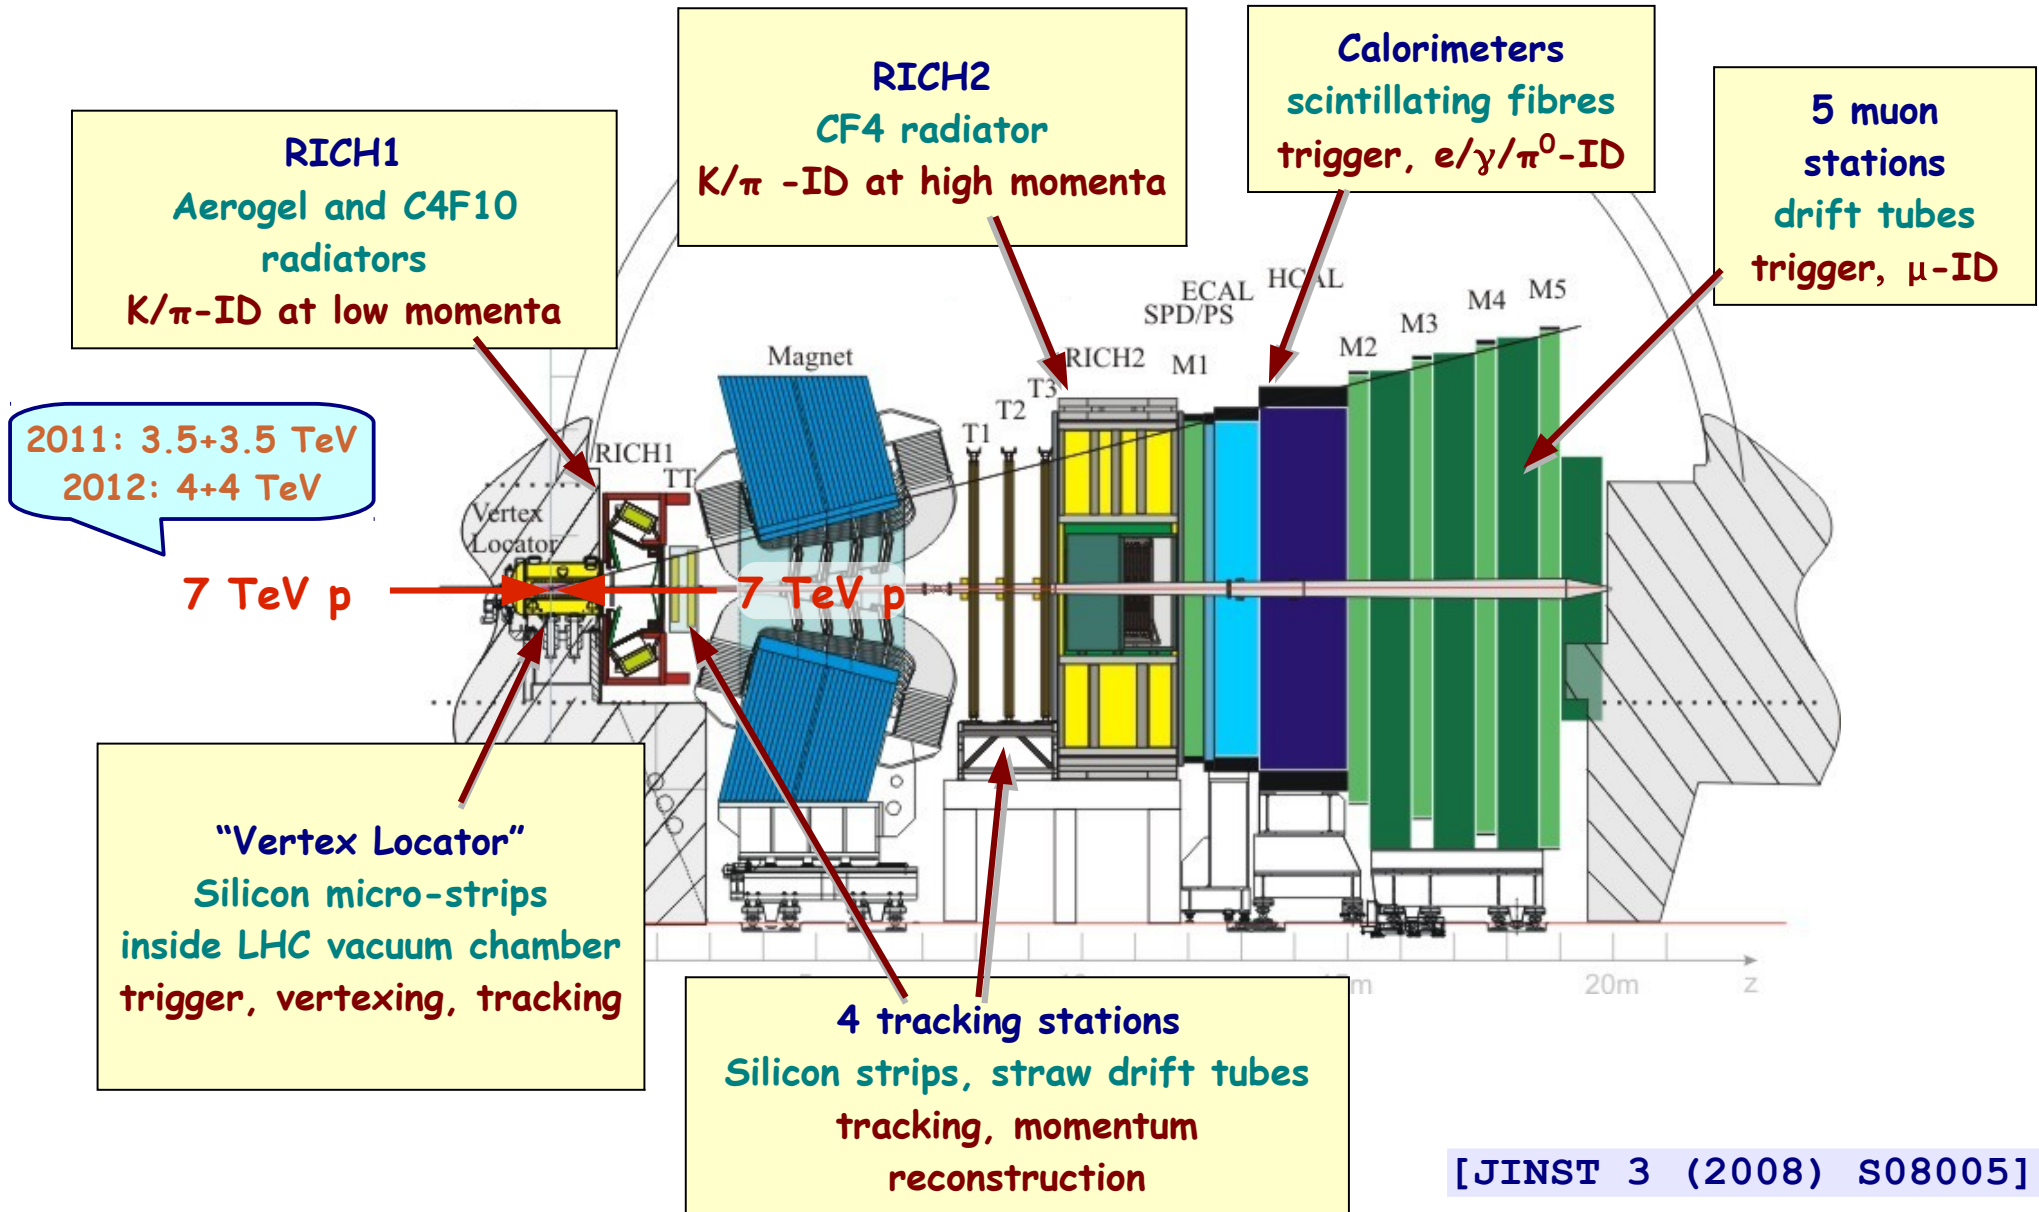 RICH1
Aerogel and C4F10
radiators
K/π-ID at low momenta
RICH2
CF4 radiator
K/π -ID at high momenta
Calorimeters
scintillating fibres
trigger, e/γ/π⁰-ID
5 muon
stations
drift tubes
trigger, μ-ID
2011: 3.5+3.5 TeV
2012: 4+4 TeV
7 TeV p
7 TeV p
Vertex
Locator
RICH1
TT
Magnet
T1
T2
T3
RICH2
M1
SPD/PS
ECAL
HCAL
M2
M3
M4
M5
"Vertex Locator"
Silicon micro-strips
inside LHC vacuum chamber
trigger, vertexing, tracking
4 tracking stations
Silicon strips, straw drift tubes
tracking, momentum
reconstruction
20m
z
[JINST 3 (2008) S08005]